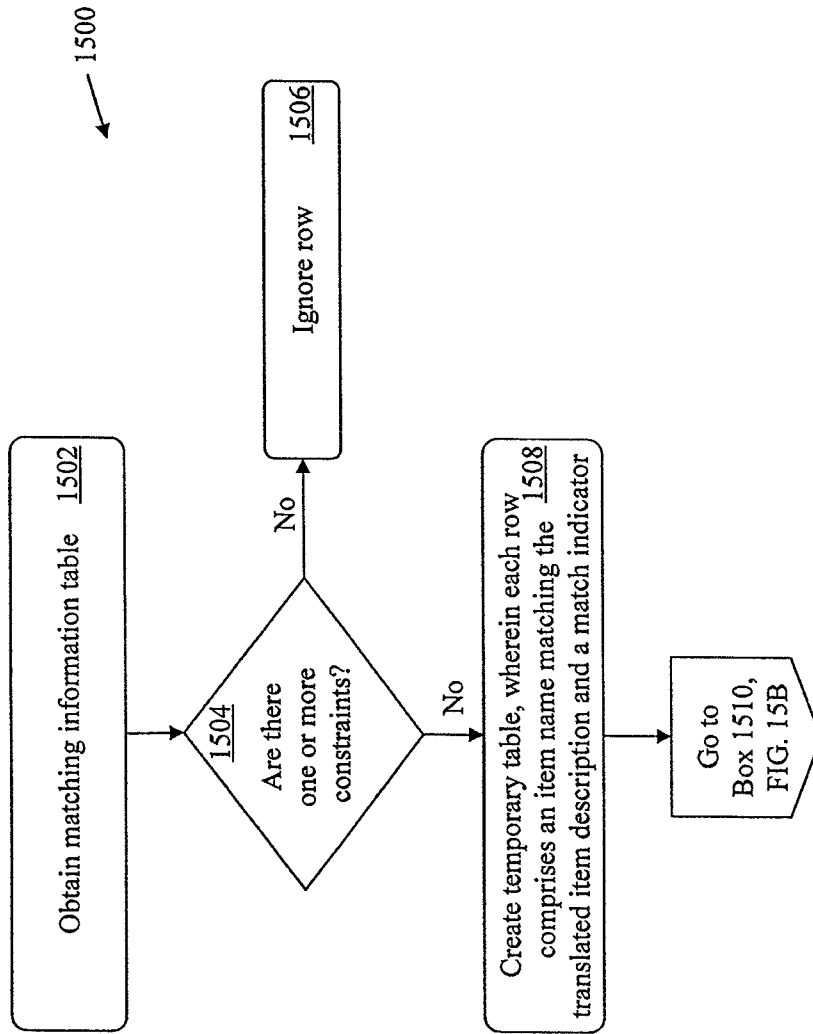 1500
Obtain matching information table 1502
1504
Are there
one or more
constraints?
No
Ignore row 1506
No
Create temporary table, wherein each row
comprises an item name matching the 1508
translated item description and a match indicator
Go to
Box 1510,
FIG. 15B